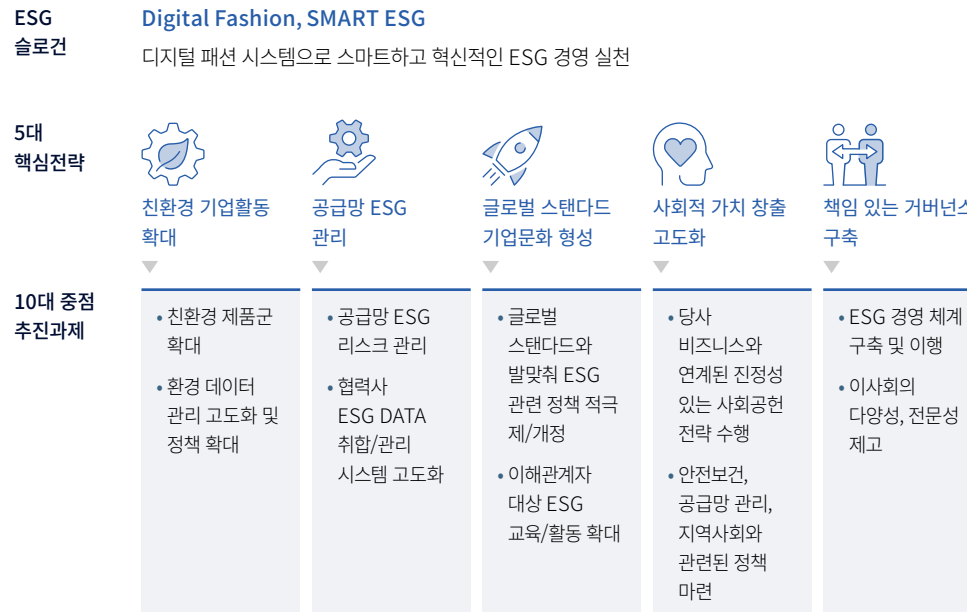 ESG
슬로건
Digital Fashion, SMART ESG
디지털 패션 시스템으로 스마트하고 혁신적인 ESG 경영 실천
5대
핵심전략
친환경 기업활동
확대
공급망 ESG
관리
글로벌 스탠다드
기업문화 형성
사회적 가치 창출
고도화
책임 있는 거버넌스
구축
10대 중점
추진과제
• 친환경 제품군
확대
• 환경 데이터
관리 고도화 및
정책 확대
• 공급망 ESG
리스크 관리
• 협력사
ESG DATA
취합/관리
시스템 고도화
• 글로벌
스탠다드와
발맞춰 ESG
관련 정책 적극
제/개정
• 이해관계자
대상 ESG
교육/활동 확대
• 당사
비즈니스와
연계된 진정성
있는 사회공헌
전략 수행
• 안전보건,
공급망 관리,
지역사회와
관련된 정책
마련
• ESG 경영 체계
구축 및 이행
• 이사회의
다양성, 전문성
제고